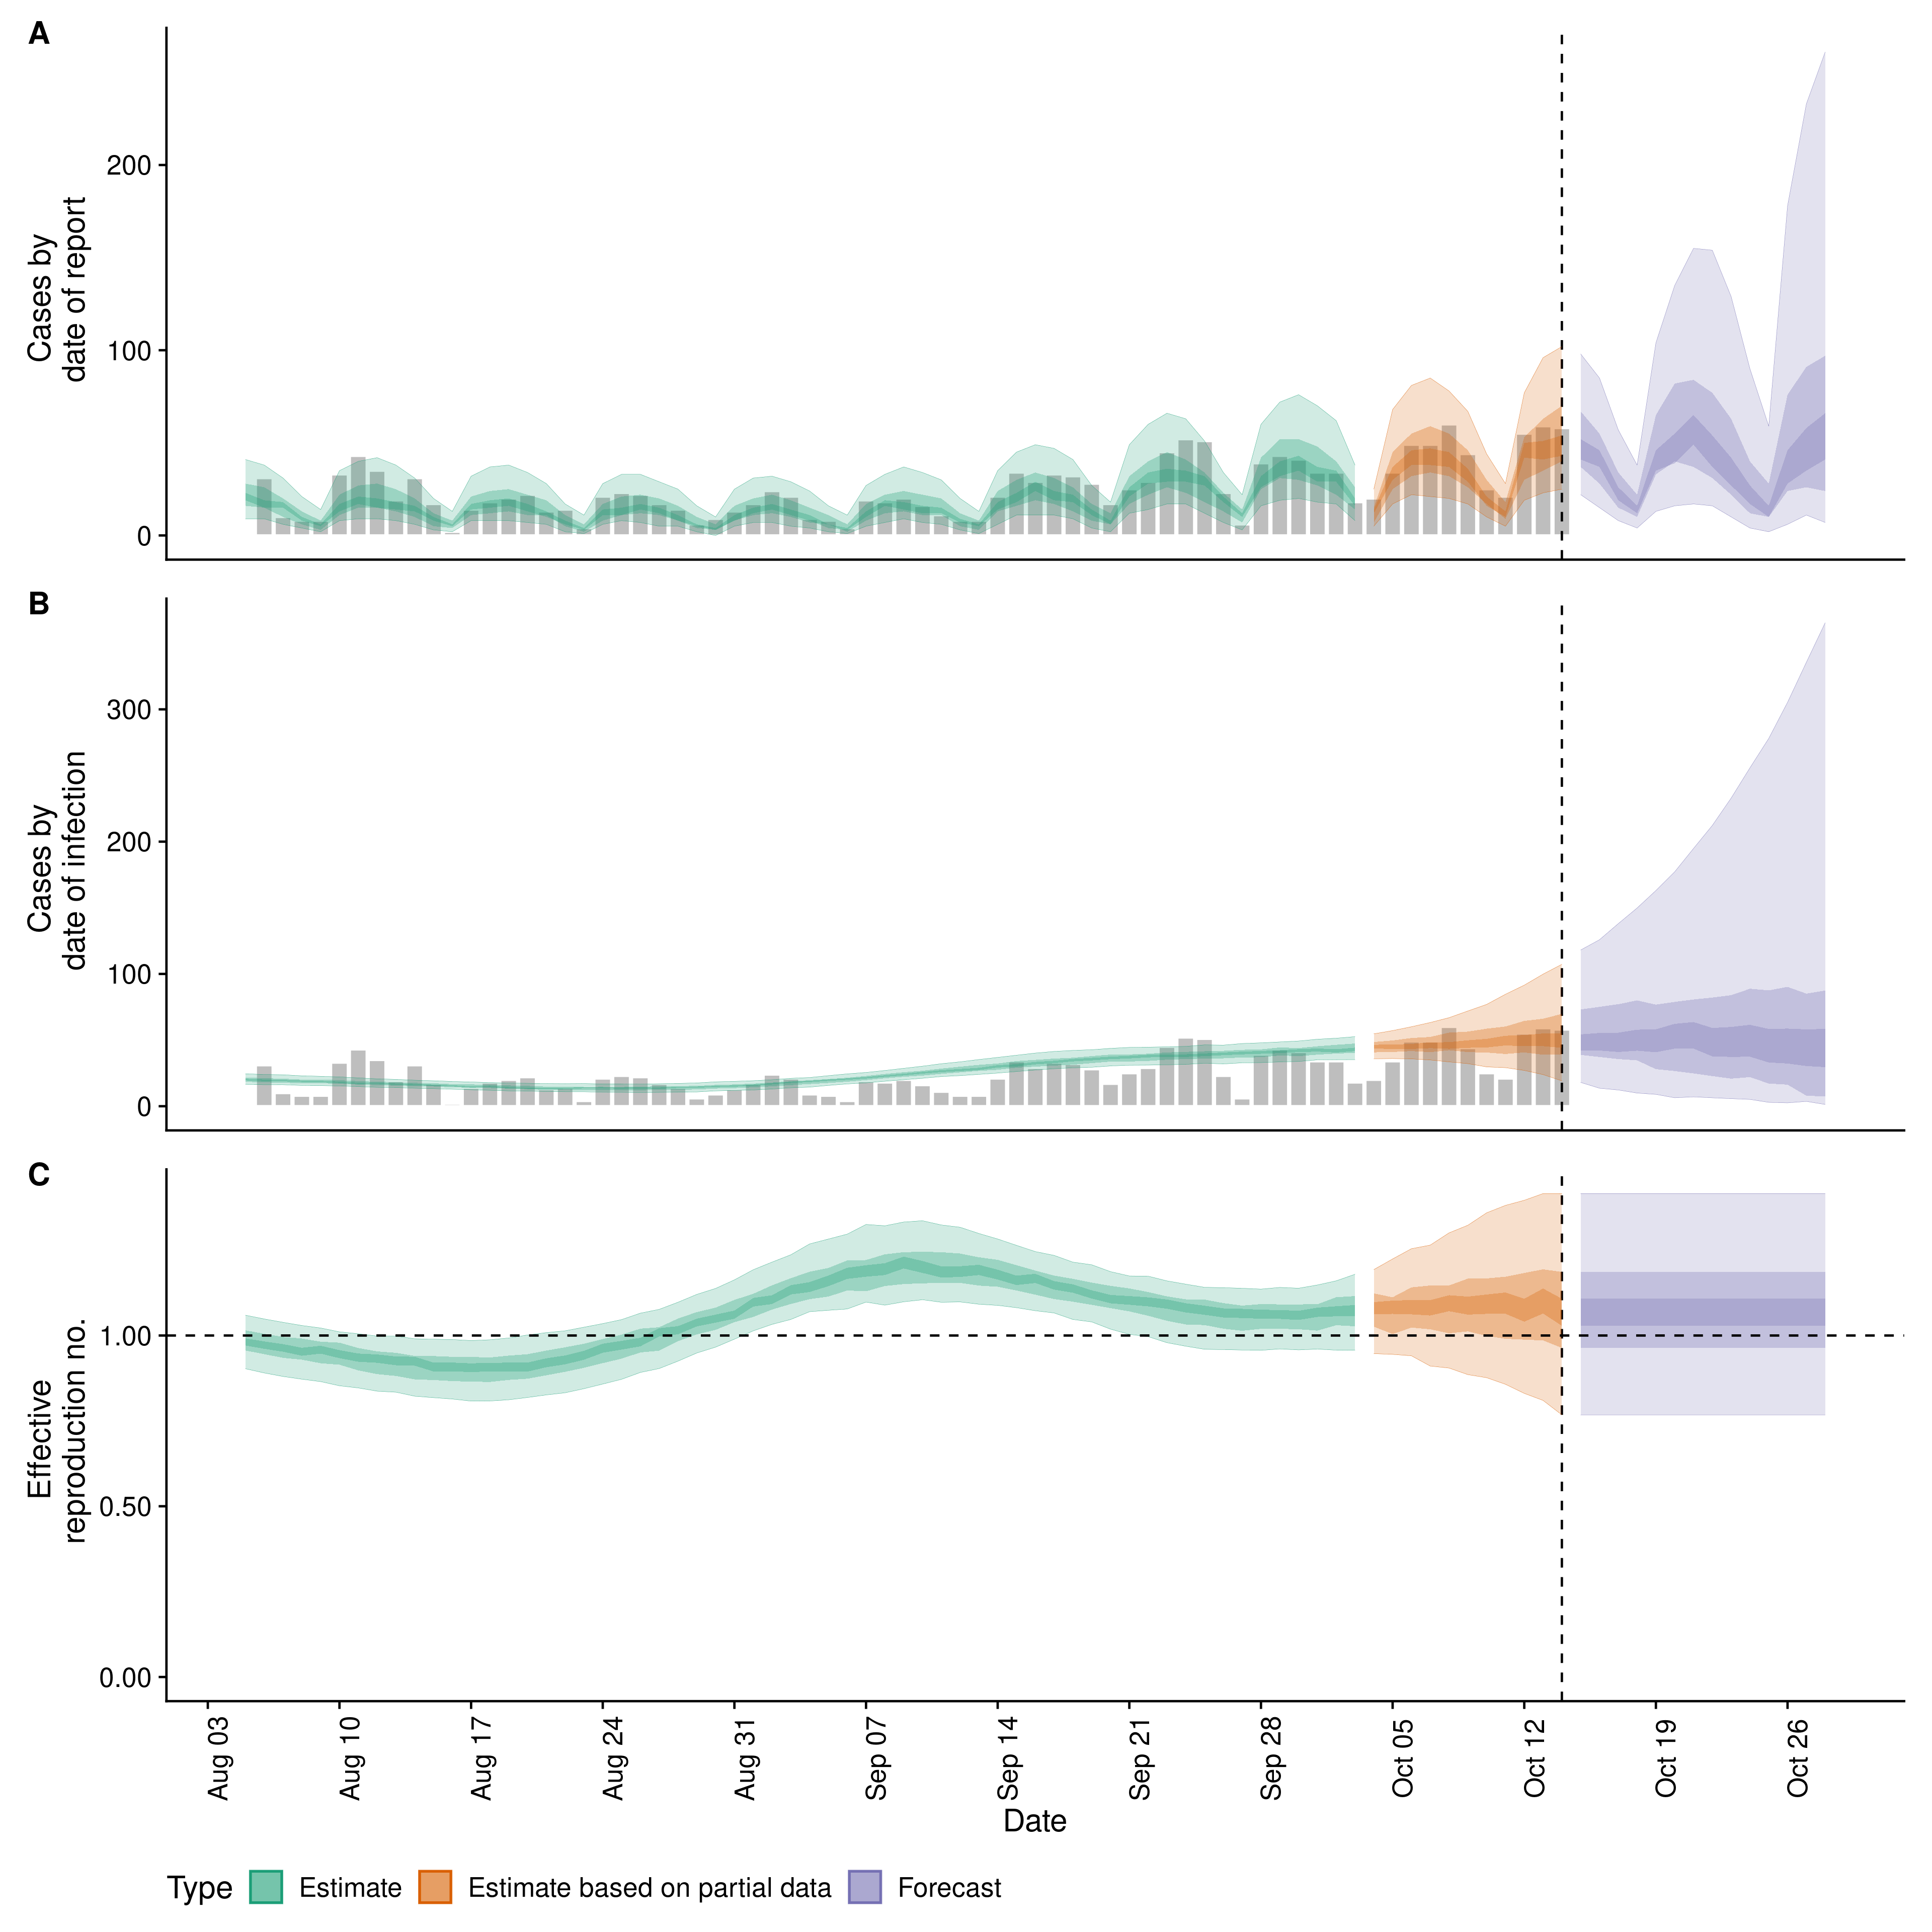 A
Cases by
date of report
200
100
0
B
Cases by
date of infection
300
200
100
0
C
Effective
reproduction no.
1.00
0.50
0.00
Aug 03
Aug 10
Aug 17
Aug 24
Aug 31
Sep 07
Sep 14
Sep 21
Sep 28
Oct 05
Oct 12
Oct 19
Oct 26
Date
Type Estimate Estimate based on partial data Forecast